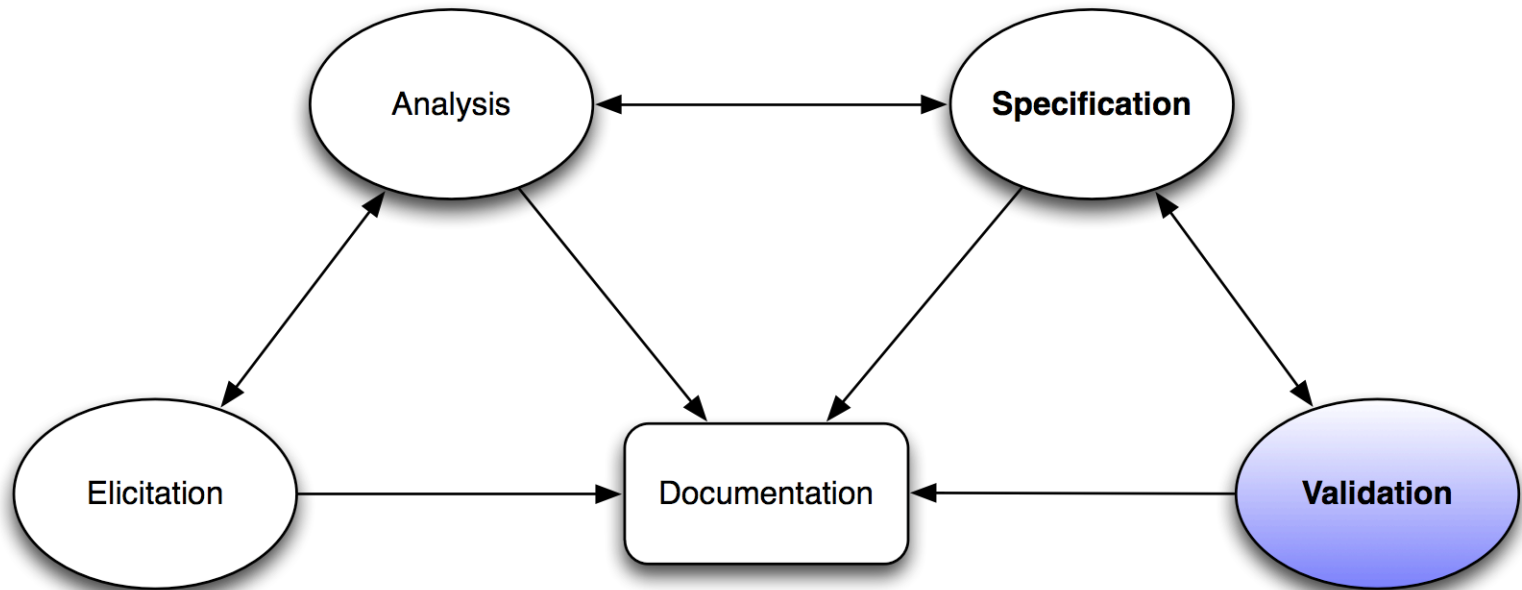 Analysis
Specification
Elicitation
Documentation
Validation